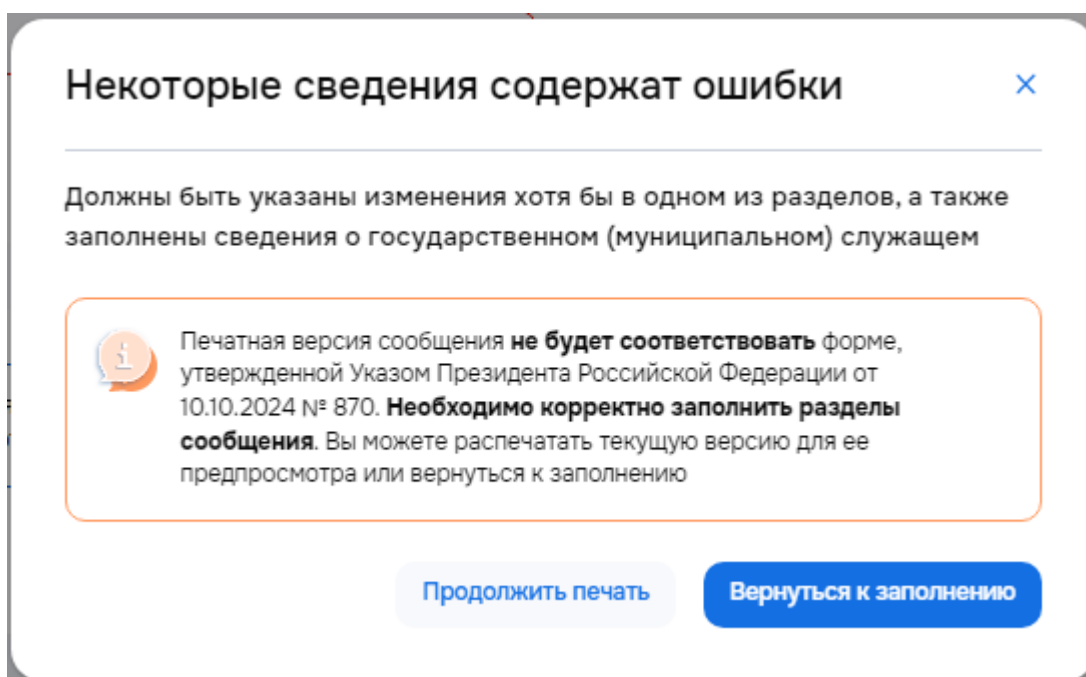 Некоторые сведения содержат ошибки
Должны быть указаны изменения хотя бы в одном из разделов, а также
заполнены сведения о государственном (муниципальном) служащем
Печатная версия сообщения не будет соответствовать форме,
утвержденной Указом Президента Российской Федерации от
10.10.2024 № 870. Необходимо корректно заполнить разделы
сообщения. Вы можете распечатать текущую версию для ее
предпросмотра или вернуться к заполнению
Продолжить печать
Вернуться к заполнению